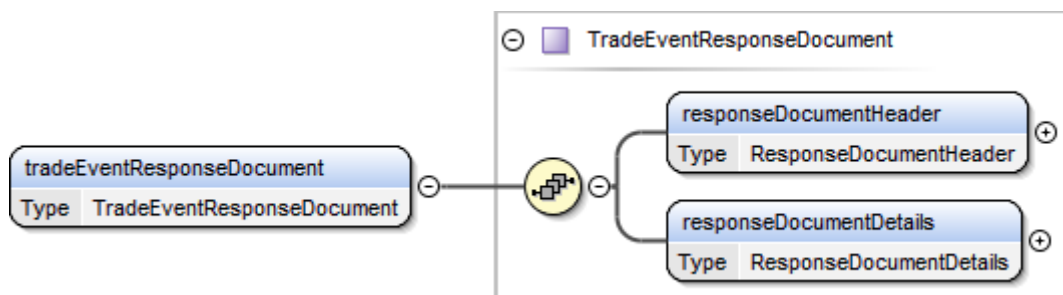 TradeEventResponseDocument
responseDocumentHeader
Type ResponseDocumentHeader
tradeEventResponseDocument
Type TradeEventResponseDocument
responseDocumentDetails
Type ResponseDocumentDetails